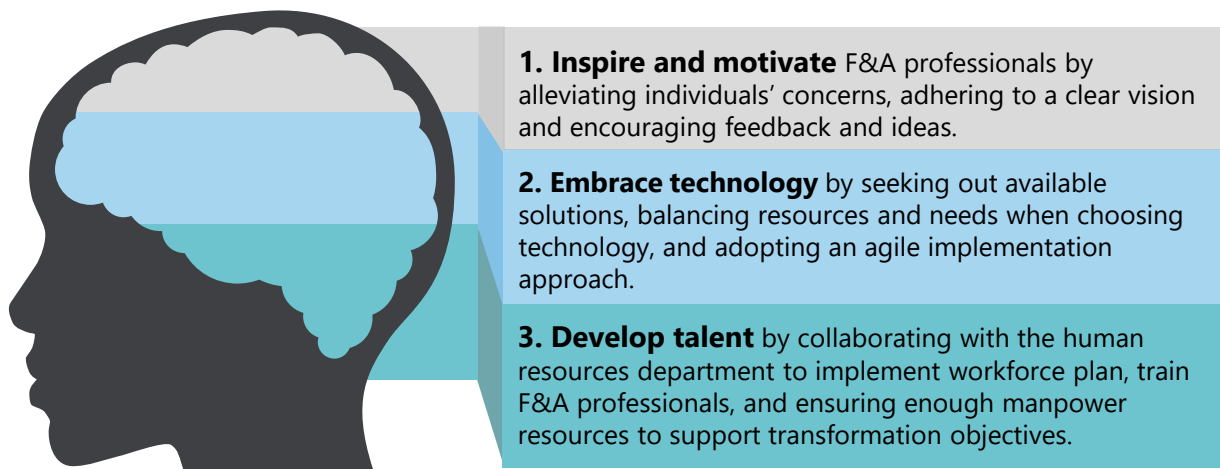 1. Inspire and motivate F&A professionals by
alleviating individuals’ concerns, adhering to a clear vision
and encouraging feedback and ideas.
2. Embrace technology by seeking out available
solutions, balancing resources and needs when choosing
technology, and adopting an agile implementation
approach.
3. Develop talent by collaborating with the human
resources department to implement workforce plan, train
F&A professionals, and ensuring enough manpower
resources to support transformation objectives.